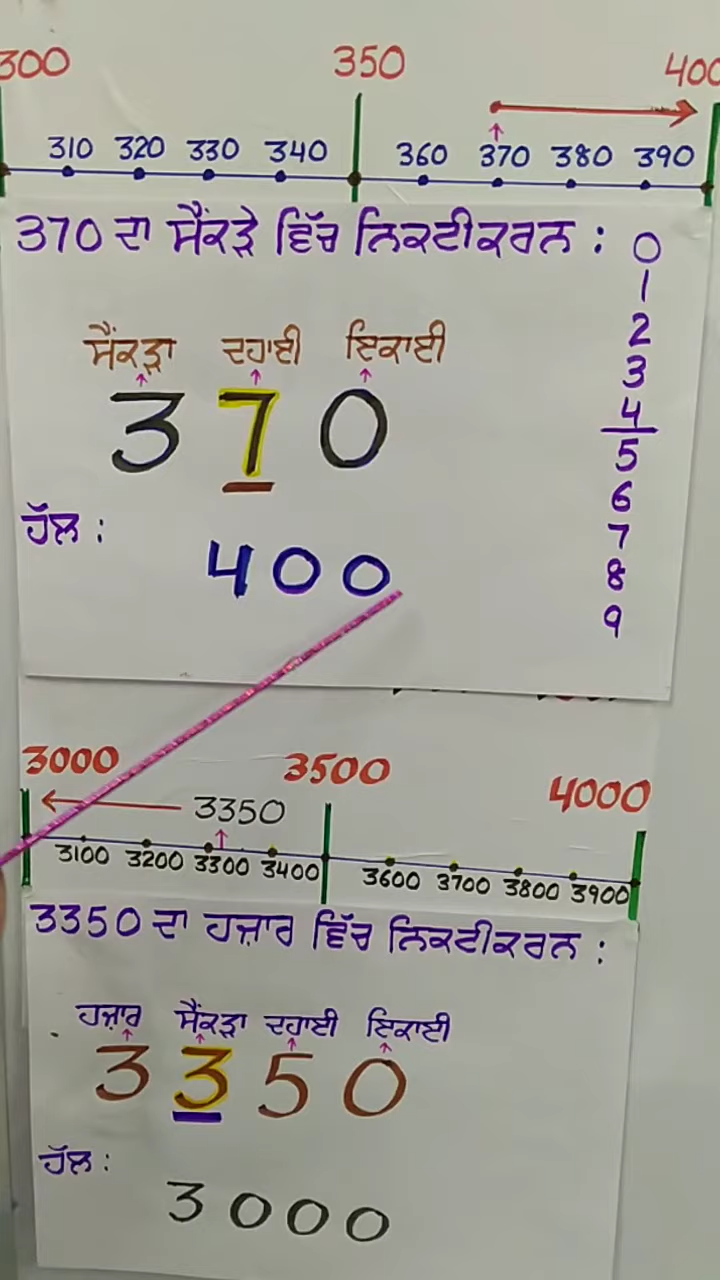 300 350 400
310 320 330 340 360 370 380 390
370 ਦਾ ਸੈਂਕੜੇ ਵਿੱਚ ਨਿਕਟੀਕਰਨ :
ਸੈਂਕੜਾ ਦਹਾਈ ਇਕਾਈ
3 7 0
ਹੱਲ :
400
0
1
2
3
4
5
6
7
8
9
3000 3500 4000
3350
3100 3200 3300 3400 3600 3700 3800 3900
3350 ਦਾ ਹਜ਼ਾਰ ਵਿੱਚ ਨਿਕਟੀਕਰਨ :
ਹਜ਼ਾਰ ਸੈਂਕੜਾ ਦਹਾਈ ਇਕਾਈ
3 3 5 0
ਹੱਲ :
3000